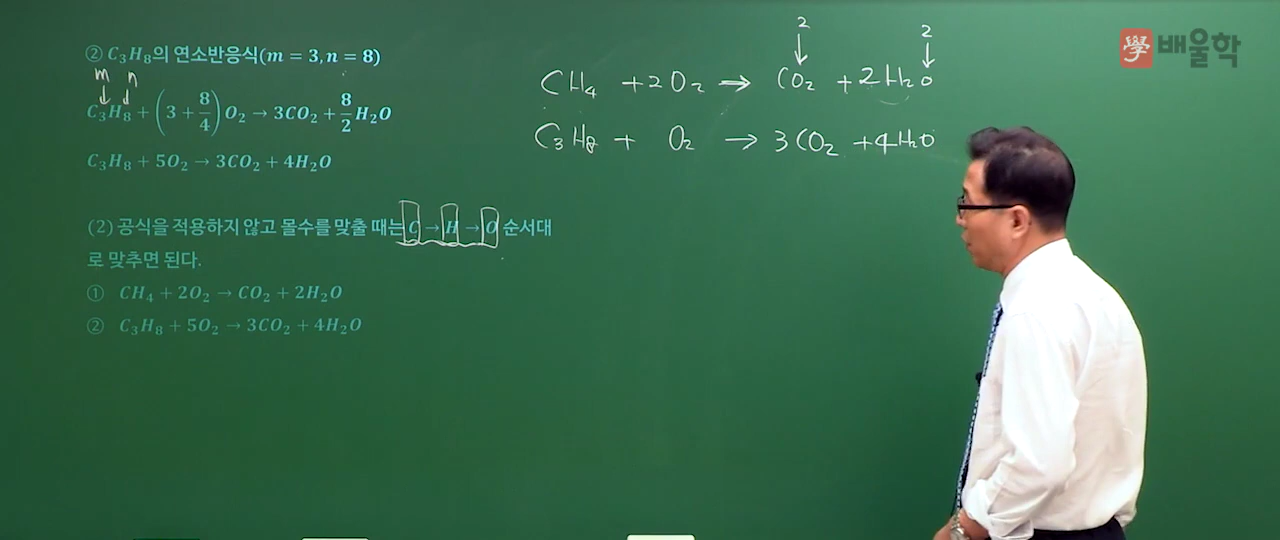 ② C₃H₈의 연소반응식(m = 3, n = 8)
m n
C₃H₈ + (3 + 8/4) O₂ → 3CO₂ + 8/2 H₂O
C₃H₈ + 5O₂ → 3CO₂ + 4H₂O
(2) 공식을 적용하지 않고 몰수를 맞출 때는 C → H → O 순서대
로 맞추면 된다.
① CH₄ + 2O₂ → CO₂ + 2H₂O
② C₃H₈ + 5O₂ → 3CO₂ + 4H₂O
2 2
CH₄ + 2O₂ → CO₂ + 2H₂O
C₃H₈ + O₂ → 3CO₂ + 4H₂O
學 배울학